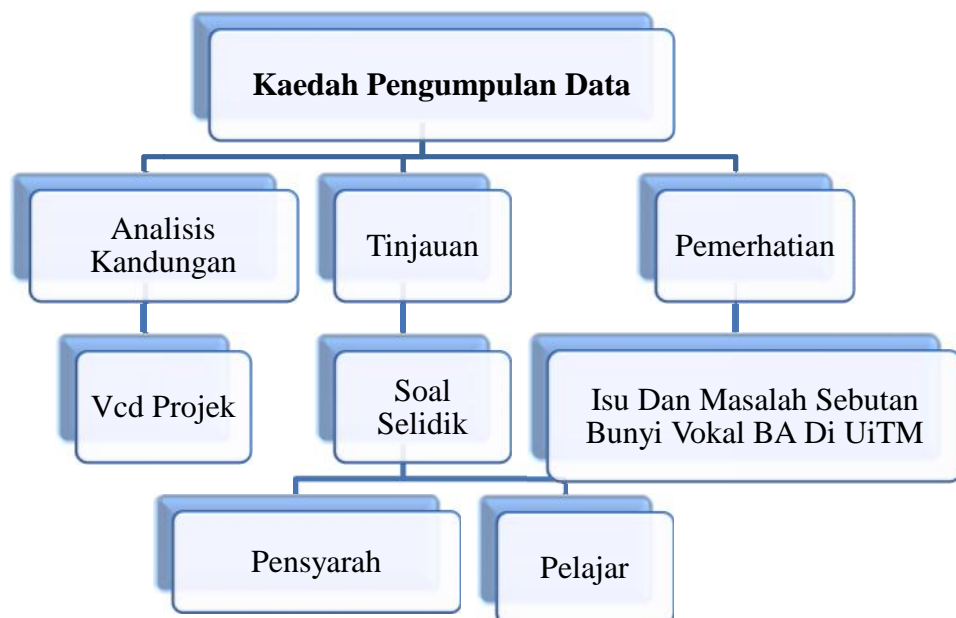 Kaedah Pengumpulan Data
Analisis
Kandungan
Tinjauan
Pemerhatian
Vcd Projek
Soal
Selidik
Isu Dan Masalah Sebutan
Bunyi Vokal BA Di UiTM
Pensyarah
Pelajar